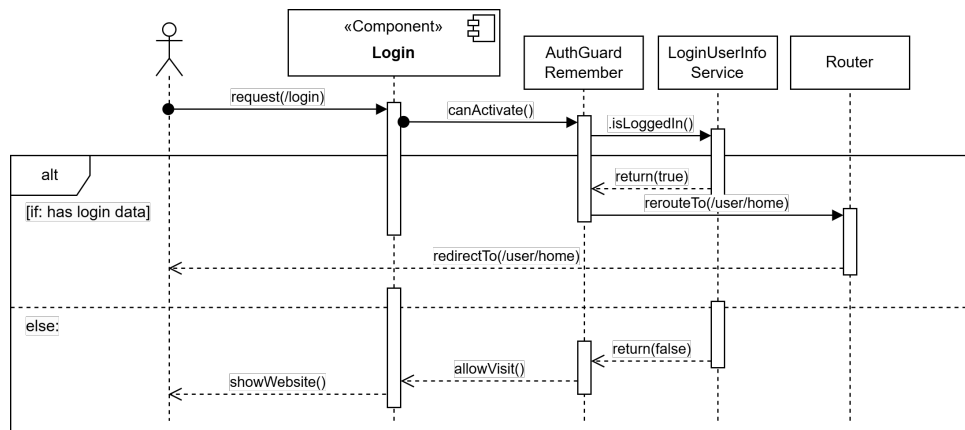 «Component»
Login
AuthGuard
Remember
LoginUserInfo
Service
Router
request(/login)
canActivate()
.isLoggedIn()
alt
return(true)
[if: has login data]
rerouteTo(/user/home)
redirectTo(/user/home)
else:
return(false)
allowVisit()
showWebsite()